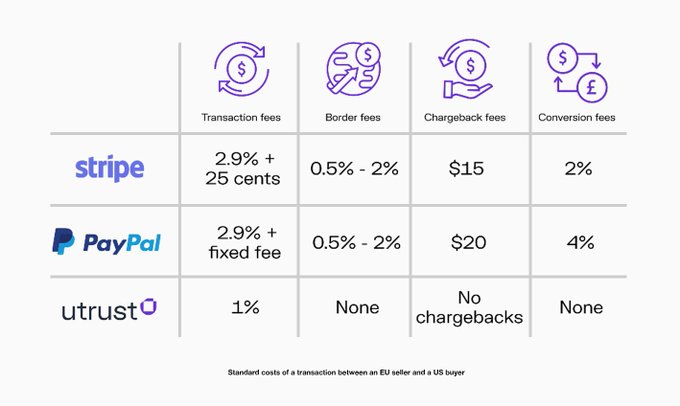 Transaction fees Border fees Chargeback fees Conversion fees
stripe 2.9% + 25 cents 0.5% - 2% $15 2%
PayPal 2.9% + fixed fee 0.5% - 2% $20 4%
utrust 1% None No chargebacks None
Standard costs of a transaction between an EU seller and a US buyer